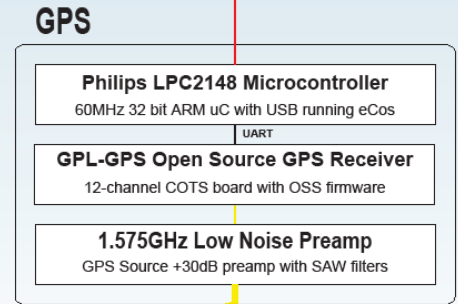 GPS
Philips LPC2148 Microcontroller
60MHz 32 bit ARM uC with USB running eCos
UART
GPL-GPS Open Source GPS Receiver
12-channel COTS board with OSS firmware
1.575GHz Low Noise Preamp
GPS Source +30dB preamp with SAW filters